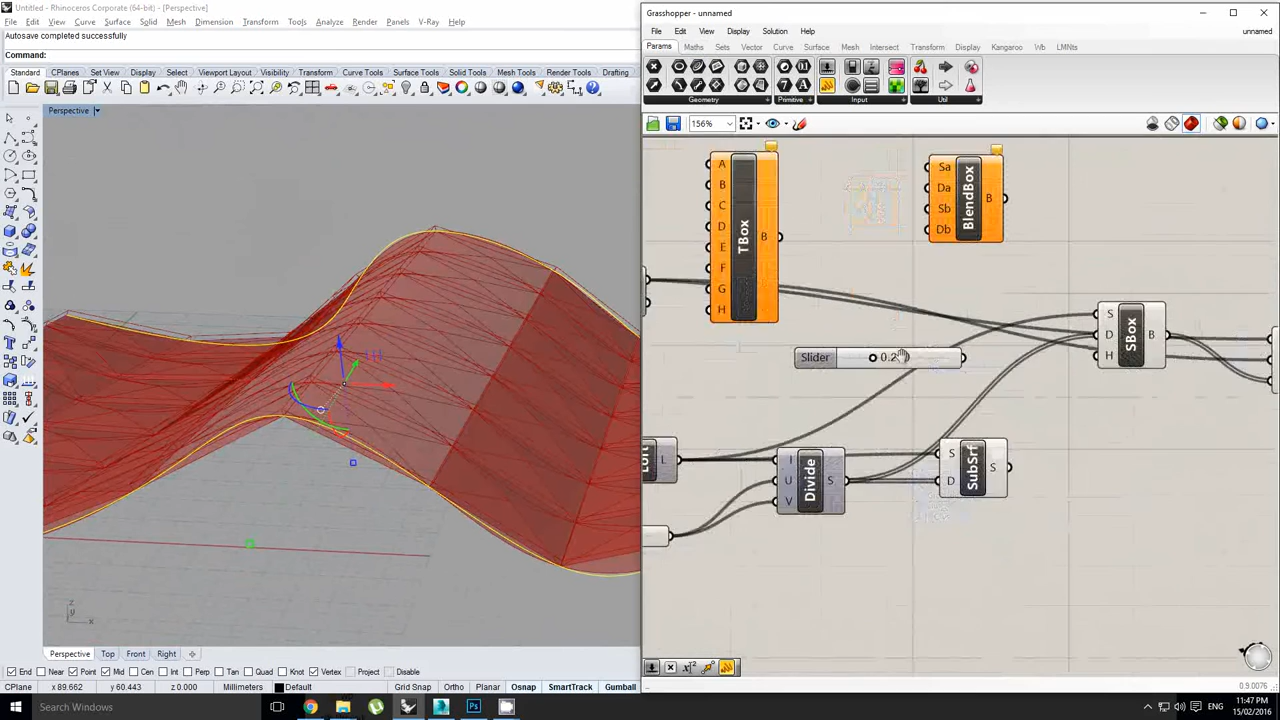 Untitled - Rhinoceros Corporate (64-bit) - [Perspective]
File Edit View Curve Surface Solid Mesh Dimension Transform Tools Analyze Render Panels V-Ray Help
Autosave completed successfully
Command:
Standard CPlanes Set View Display Select Viewport Layout Visibility Transform Curve Tools Surface Tools Solid Tools Mesh Tools Render Tools Drafting
Perspective
z
y
x
Perspective Top Front Right
End Near Point Mid Cen Int Perp Tan Quad Knot Vertex Project Disable
CPlane x 89.662 y 60.443 z 0.000 Millimeters Default Grid Snap Ortho Planar Osnap SmartTrack Gumball
Grasshopper - unnamed
File Edit View Display Solution Help unnamed
Params Maths Sets Vector Curve Surface Mesh Intersect Transform Display Kangaroo Wb LMNts
Geometry Primitive Input Util
156%
A
B
C
D
E
F
G
H
TBox
B
Sa
Da
Sb
Db
BlendBox
B
S
D
H
SBox
B
Slider
L
I
U
V
Divide
S
S
D
SubSrf
S
0.9.0076
Search Windows
ENG
11:47 PM
15/02/2016